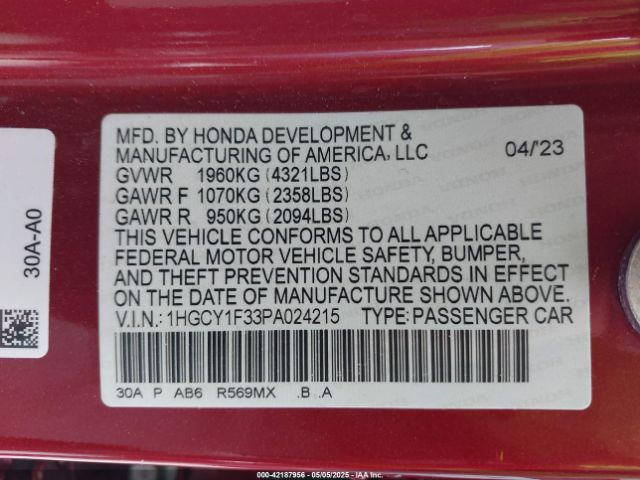 MFD. BY HONDA DEVELOPMENT &
MANUFACTURING OF AMERICA, LLC 04/'23
GVWR 1960KG (4321LBS)
GAWR F 1070KG (2358LBS)
GAWR R 950KG (2094LBS)
THIS VEHICLE CONFORMS TO ALL APPLICABLE
FEDERAL MOTOR VEHICLE SAFETY, BUMPER,
AND THEFT PREVENTION STANDARDS IN EFFECT
ON THE DATE OF MANUFACTURE SHOWN ABOVE.
V.I.N.: 1HGCY1F33PA024215 TYPE: PASSENGER CAR
30A P AB6 R569MX .B .A
30A-A0
000-42187956 - 05/05/2025 - IAA Inc. All Rights Reserved